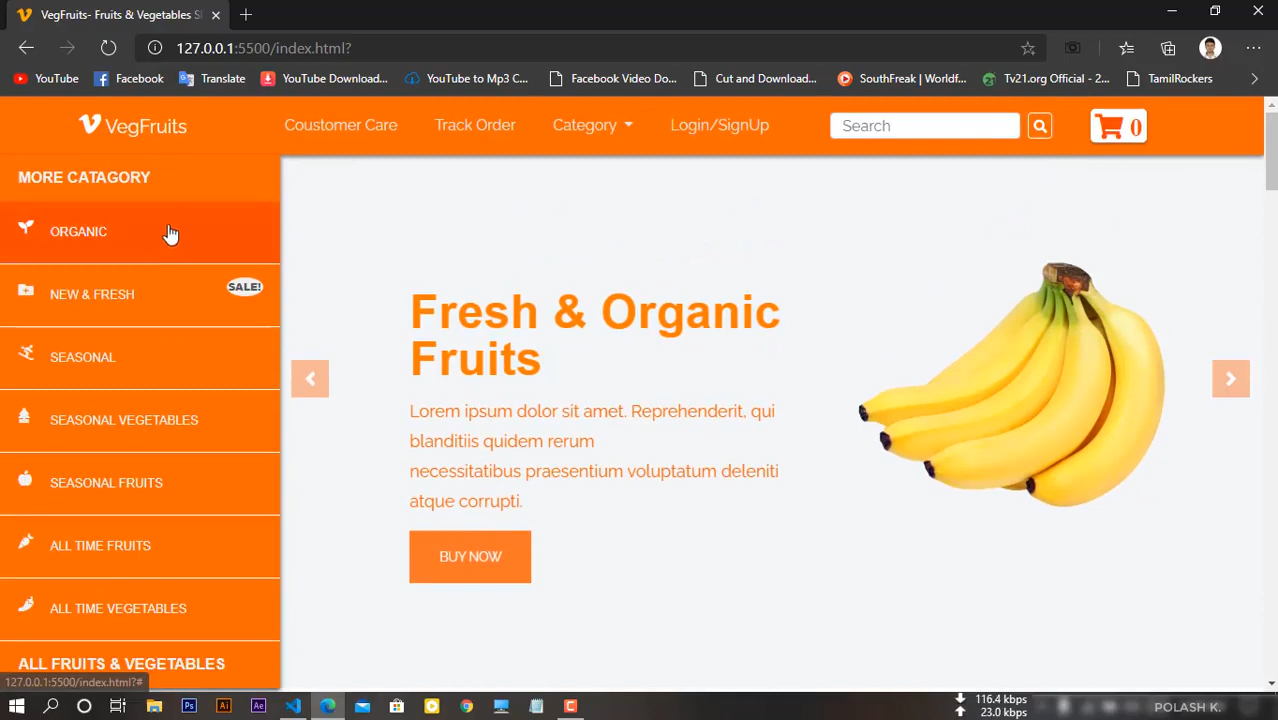 VegFruits- Fruits & Vegetables S
127.0.0.1:5500/index.html?
YouTube
Facebook
Translate
YouTube Download...
YouTube to Mp3 C...
Facebook Video Do...
Cut and Download...
SouthFreak | Worldf...
Tv21.org Official - 2...
TamilRockers
VegFruits
Coustomer Care
Track Order
Category
Login/SignUp
Search
0
MORE CATAGORY
ORGANIC
NEW & FRESH
SALE!
SEASONAL
SEASONAL VEGETABLES
SEASONAL FRUITS
ALL TIME FRUITS
ALL TIME VEGETABLES
ALL FRUITS & VEGETABLES
Fresh & Organic
Fruits
Lorem ipsum dolor sit amet. Reprehenderit, qui
blanditiis quidem rerum
necessitatibus praesentium voluptatum deleniti
atque corrupti.
BUY NOW
127.0.0.1:5500/index.html?#
Ps
Ai
Ae
116.4 kbps
23.0 kbps
POLASH K.